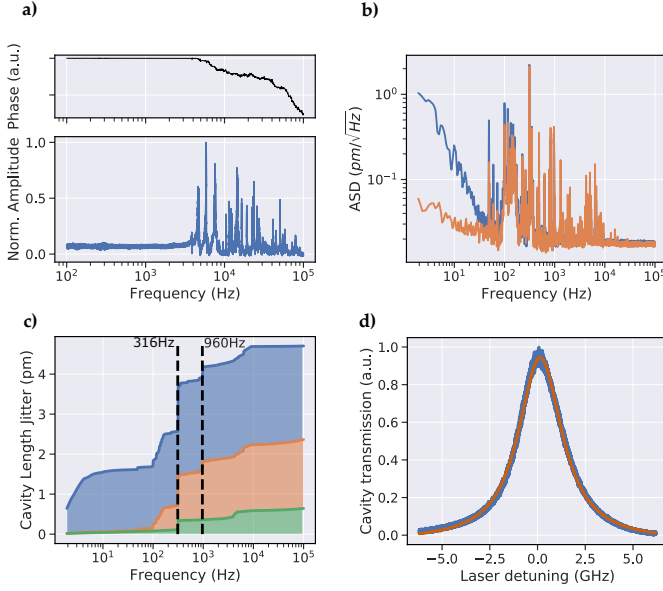 a)
Phase (a.u.)
Norm. Amplitude
1.0
0.5
0.0
10² 10³ 10⁴ 10⁵
Frequency (Hz)
b)
ASD (pm/√Hz)
10⁰
10⁻¹
10¹ 10² 10³ 10⁴ 10⁵
Frequency (Hz)
c)
316Hz 960Hz
Cavity Length Jitter (pm)
4
3
2
1
0
10¹ 10² 10³ 10⁴ 10⁵
Frequency (Hz)
d)
Cavity transmission (a.u.)
1.0
0.8
0.6
0.4
0.2
0.0
−5.0 −2.5 0.0 2.5 5.0
Laser detuning (GHz)